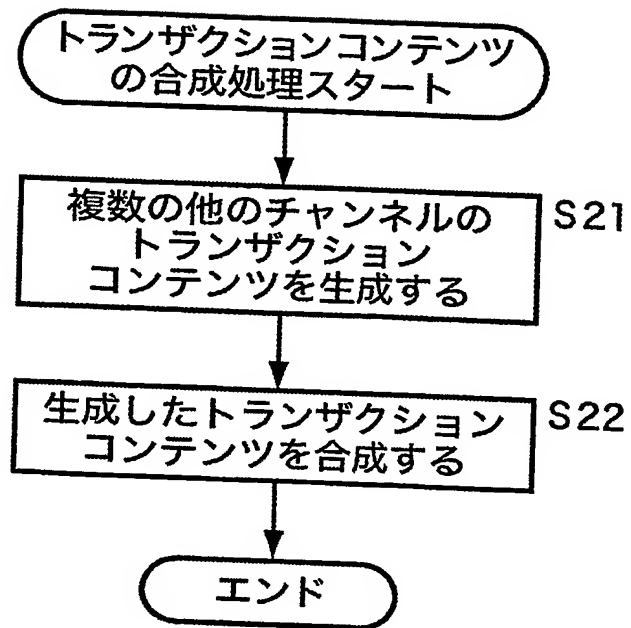 トランザクションコンテンツ
の合成処理スタート
複数の他のチャンネルの
トランザクション
コンテンツを生成する
S21
生成したトランザクション
コンテンツを合成する
S22
エンド